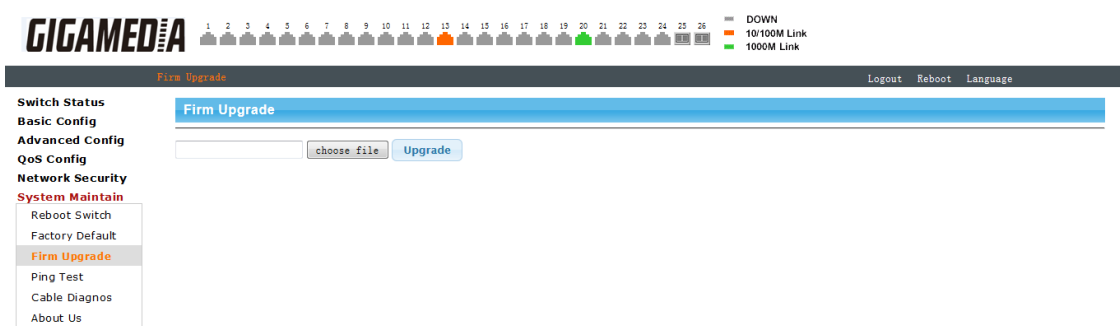 GIGAMEDIA
1 2 3 4 5 6 7 8 9 10 11 12 13 14 15 16 17 18 19 20 21 22 23 24 25 26
DOWN
10/100M Link
1000M Link
Firm Upgrade
Logout Reboot Language
Switch Status
Basic Config
Advanced Config
QoS Config
Network Security
System Maintain
Reboot Switch
Factory Default
Firm Upgrade
Ping Test
Cable Diagnos
About Us
Firm Upgrade
choose file Upgrade